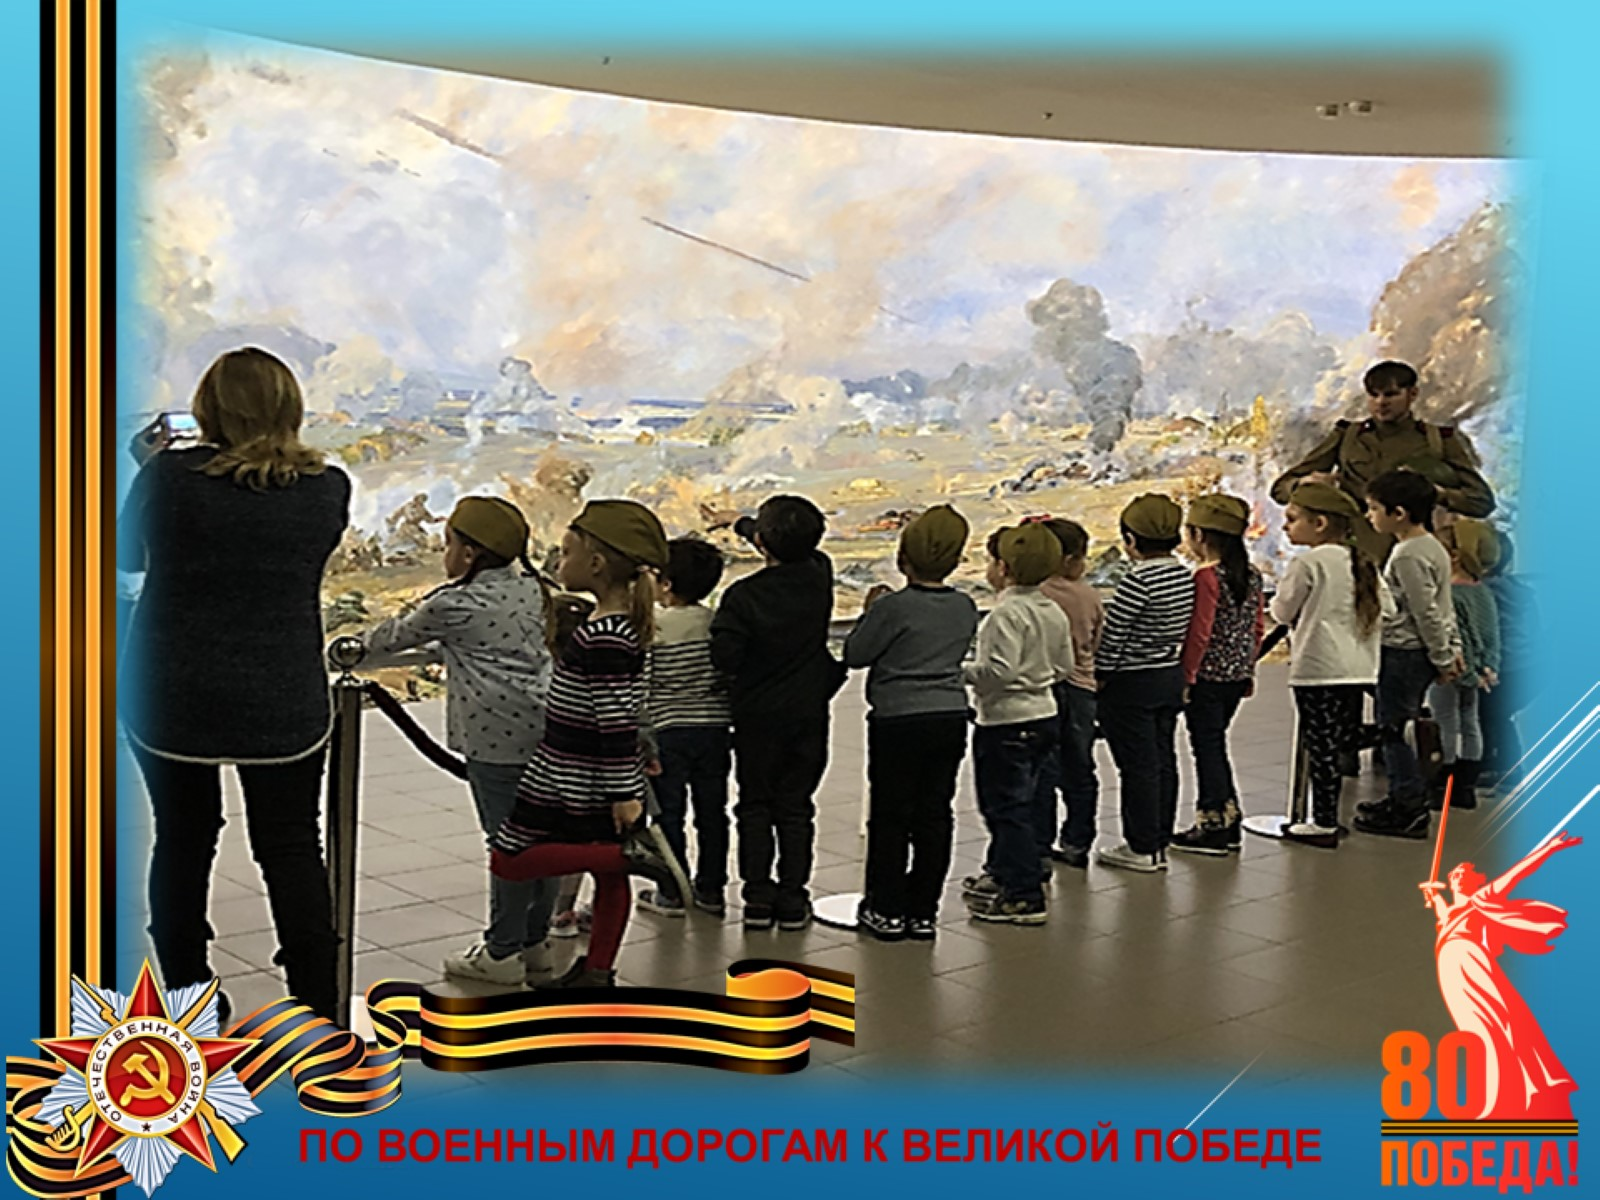 ОТЕЧЕСТВЕННАЯ ВОЙНА
ПО ВОЕННЫМ ДОРОГАМ К ВЕЛИКОЙ ПОБЕДЕ
80
ПОБЕДА!